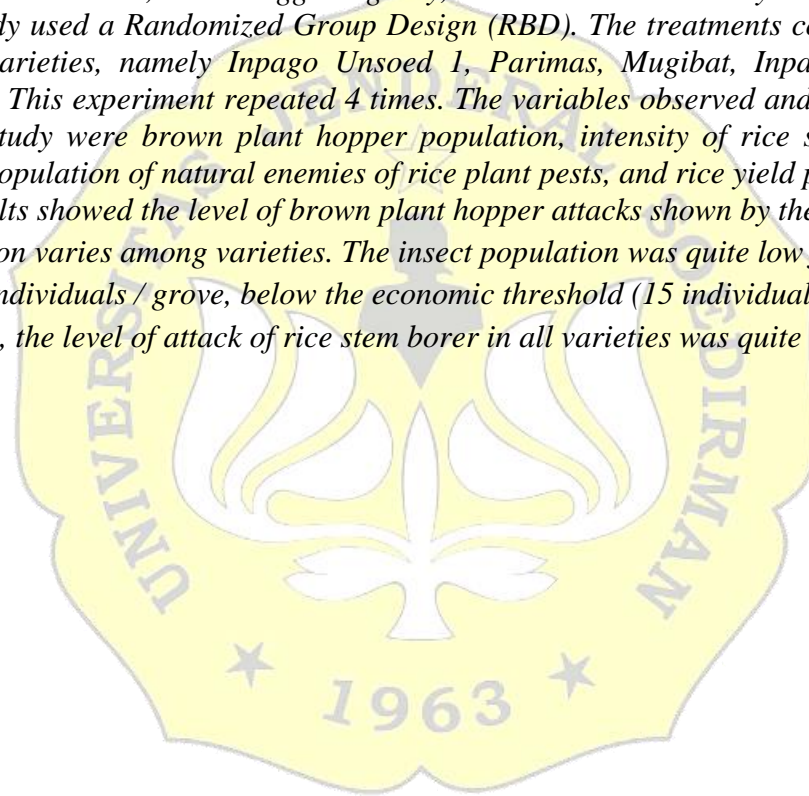 dy used a Randomized Group Design (RBD). The treatments c
arieties, namely Inpago Unsoed 1, Parimas, Mugibat, Inpa
This experiment repeated 4 times. The variables observed and
tudy were brown plant hopper population, intensity of rice s
opulation of natural enemies of rice plant pests, and rice yield p
lts showed the level of brown plant hopper attacks shown by the
on varies among varieties. The insect population was quite low
ndividuals / grove, below the economic threshold (15 individual
, the level of attack of rice stem borer in all varieties was quite
UNIVERSITAS JENDERAL SOEDIRMAN
1963